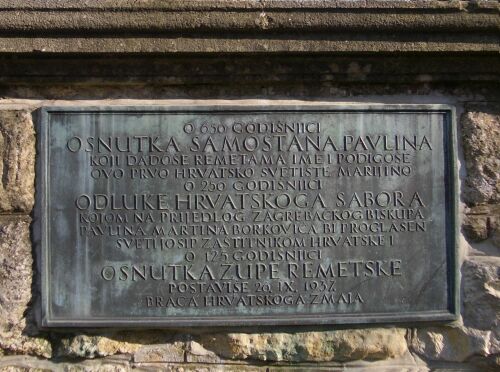 O 650 GODIŠNJICI
OSNUTKA SAMOSTANA PAVLINA
KOJI DADOŠE REMETAMA IME I PODIGOŠE
OVO PRVO HRVATSKO SVETIŠTE MARIJINO
O 250 GODIŠNJICI
ODLUKE HRVATSKOGA SABORA
KOJOM NA PRIJEDLOG ZAGREBAČKOG BISKUPA
PAVLINA MARTINA BORKOVIĆA BI PROGLAŠEN
SVETI JOSIP ZAŠTITNIKOM HRVATSKE I
O 125 GODIŠNJICI
OSNUTKA ŽUPE REMETSKE
POSTAVIŠE 26. IX. 1937.
BRAĆA HRVATSKOGA ZMAJA